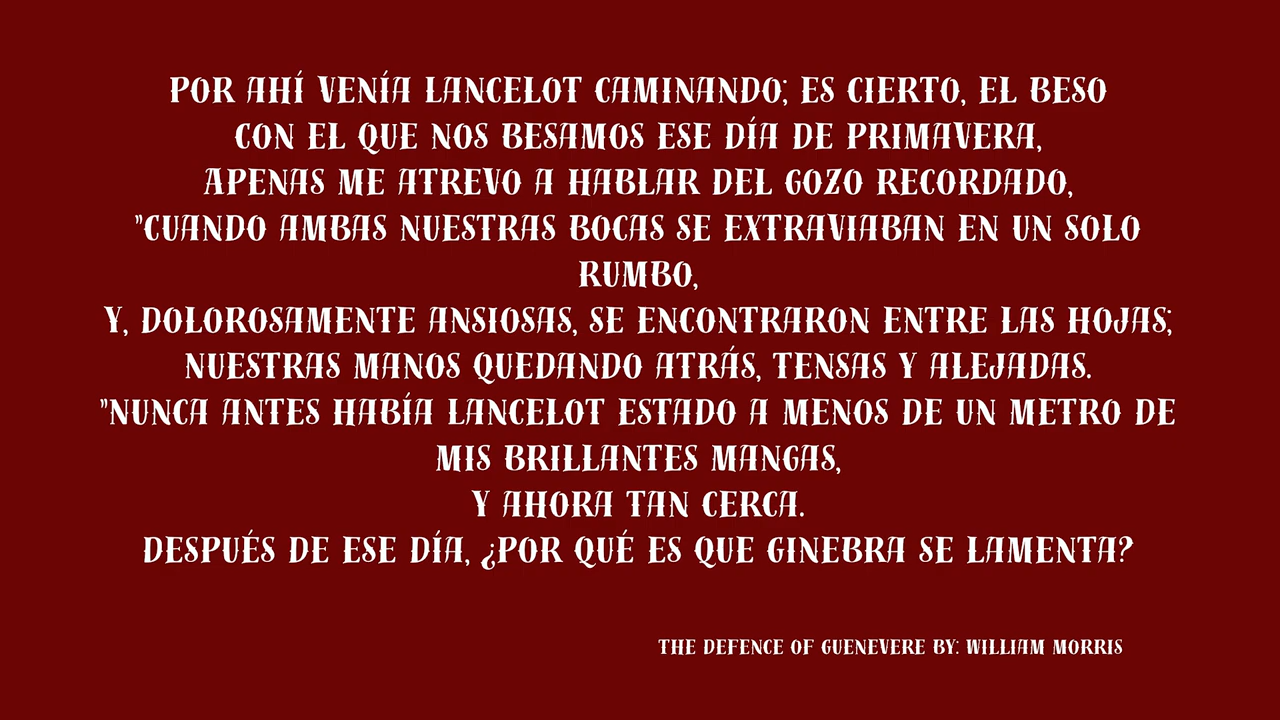 POR AHÍ VENÍA LANCELOT CAMINANDO; ES CIERTO, EL BESO
CON EL QUE NOS BESAMOS ESE DÍA DE PRIMAVERA,
APENAS ME ATREVO A HABLAR DEL GOZO RECORDADO,
"CUANDO AMBAS NUESTRAS BOCAS SE EXTRAVIABAN EN UN SOLO
RUMBO,
Y, DOLOROSAMENTE ANSIOSAS, SE ENCONTRARON ENTRE LAS HOJAS;
NUESTRAS MANOS QUEDANDO ATRÁS, TENSAS Y ALEJADAS.
"NUNCA ANTES HABÍA LANCELOT ESTADO A MENOS DE UN METRO DE
MIS BRILLANTES MANGAS,
Y AHORA TAN CERCA.
DESPUÉS DE ESE DÍA, ¿POR QUÉ ES QUE GINEBRA SE LAMENTA?
THE DEFENCE OF GUENEVERE BY: WILLIAM MORRIS